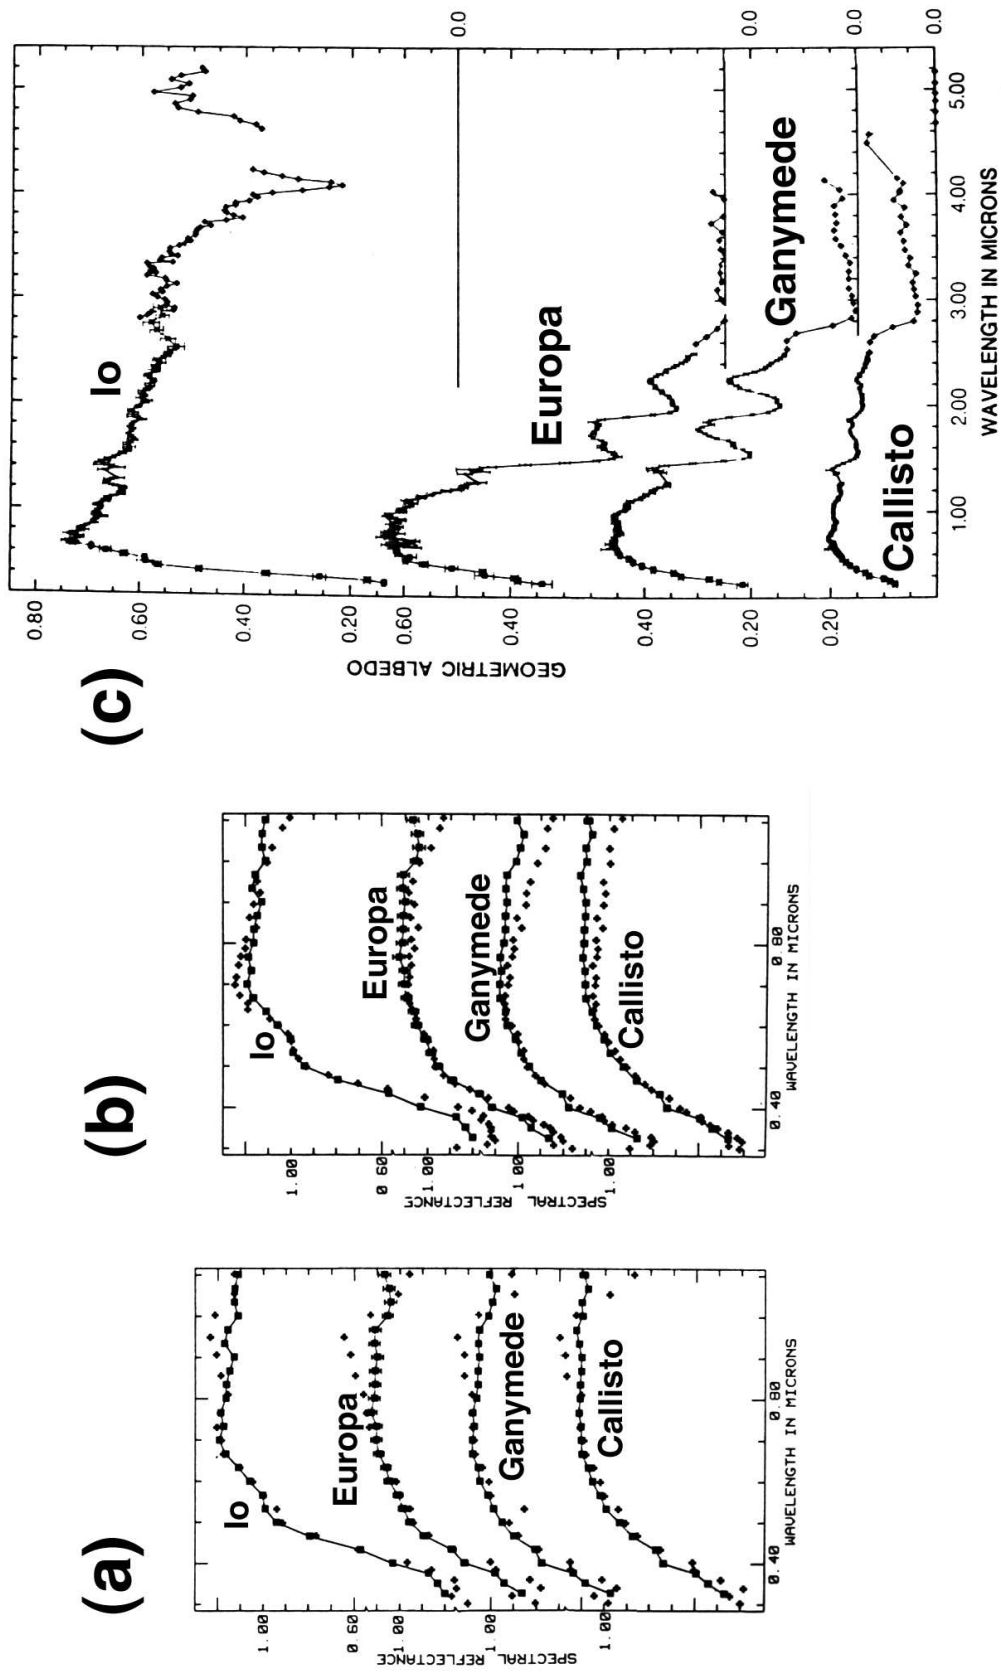 (a)
SPECTRAL REFLECTANCE
1.00
0.60
1.00
1.00
1.00
Io
Europa
Ganymede
Callisto
0.40
0.80
WAVELENGTH IN MICRONS
(b)
SPECTRAL REFLECTANCE
1.00
0.60
1.00
1.00
1.00
Io
Europa
Ganymede
Callisto
0.40
0.80
WAVELENGTH IN MICRONS
(c)
GEOMETRIC ALBEDO
0.80
0.60
0.40
0.20
0.60
0.40
0.20
0.40
0.20
0.20
Io
Europa
Ganymede
Callisto
0.0
0.0
0.0
0.0
1.00
2.00
3.00
4.00
5.00
WAVELENGTH IN MICRONS